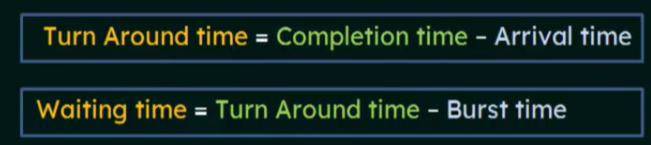 Turn Around time = Completion time – Arrival time
Waiting time = Turn Around time – Burst time